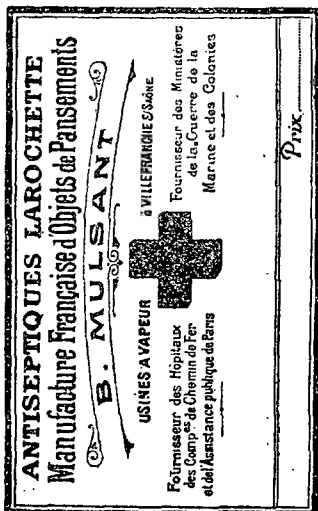 ANTISEPTIQUES LAROCHETTE
Manufacture Française d'Objets de Pansements
B. MULSANT
USINES A VAPEUR
à VILLEFRANCHE S/SAÔNE
Fournisseur des Hôpitaux
des Comp^es de Chemin de Fer
et de l'Assistance publique de Paris
Fournisseur des Ministères
de la Guerre de la
Marine et des Colonies
Prix